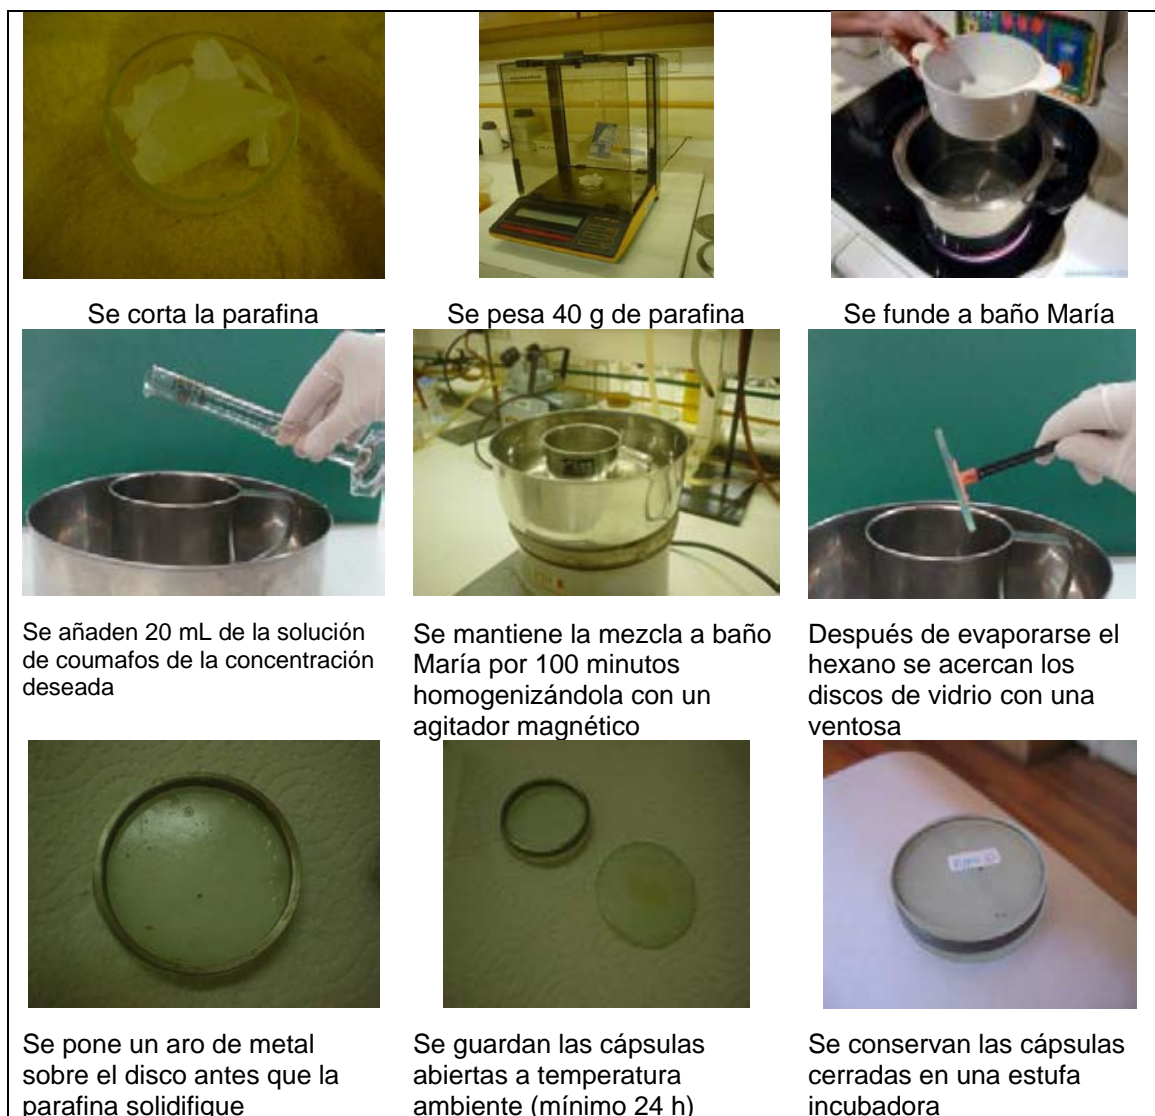 Se corta la parafina
Se pesa 40 g de parafina
Se funde a baño María
Se añaden 20 mL de la solución
de coumafos de la concentración
deseada
Se mantiene la mezcla a baño
María por 100 minutos
homogenizándola con un
agitador magnético
Después de evaporarse el
hexano se acercan los
discos de vidrio con una
ventosa
Se pone un aro de metal
sobre el disco antes que la
parafina solidifique
Se guardan las cápsulas
abiertas a temperatura
ambiente (mínimo 24 h)
Se conservan las cápsulas
cerradas en una estufa
incubadora